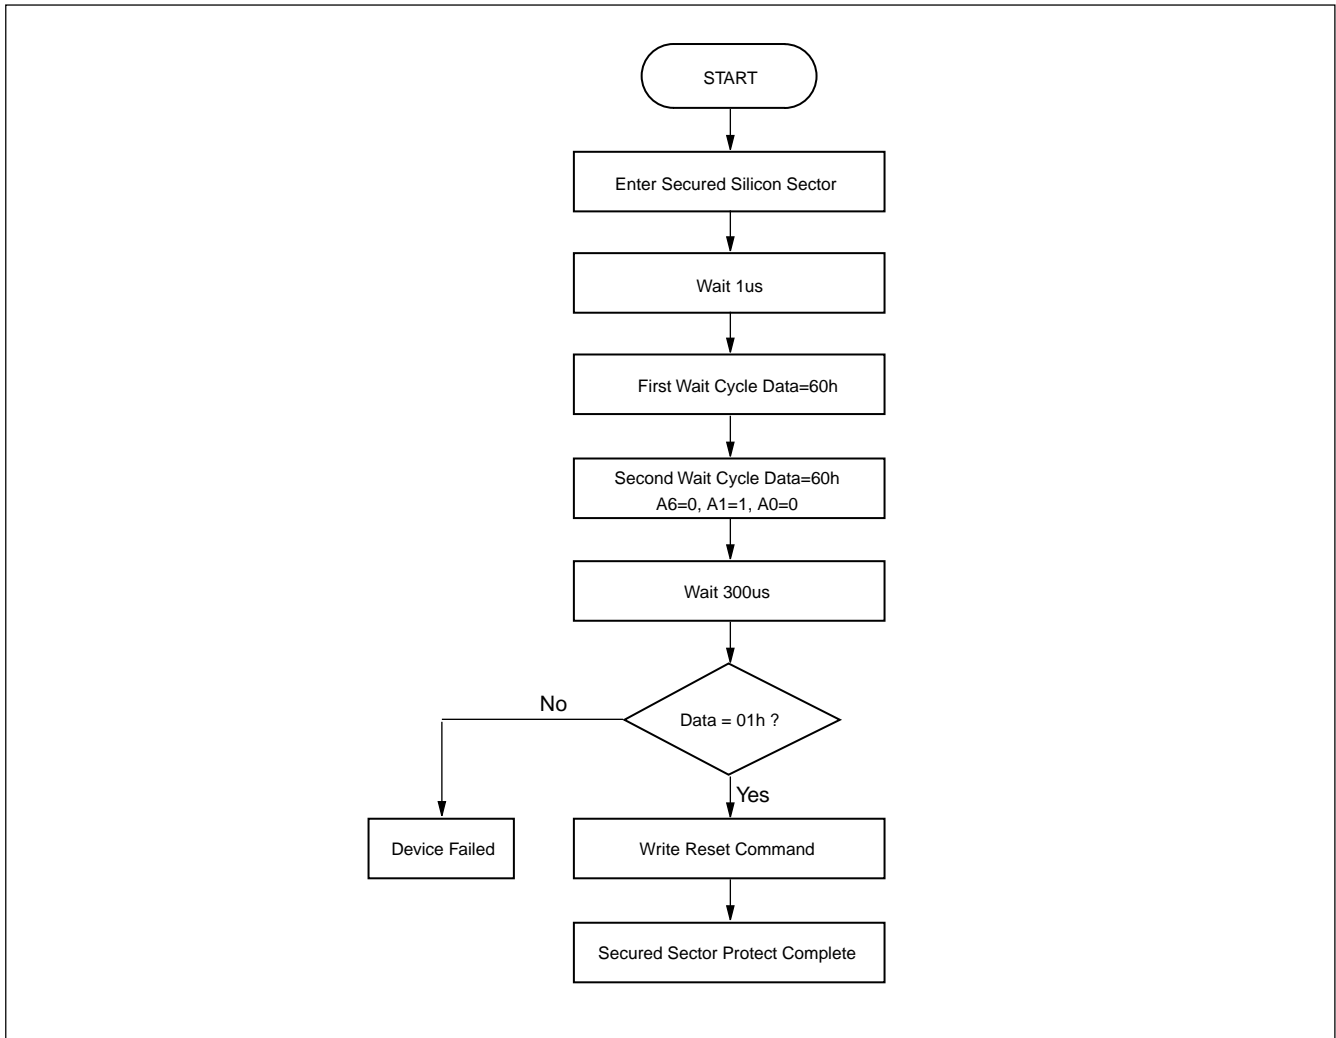 START
Enter Secured Silicon Sector
Wait 1us
First Wait Cycle Data=60h
Second Wait Cycle Data=60h
A6=0, A1=1, A0=0
Wait 300us
No
Data = 01h ?
Yes
Device Failed
Write Reset Command
Secured Sector Protect Complete